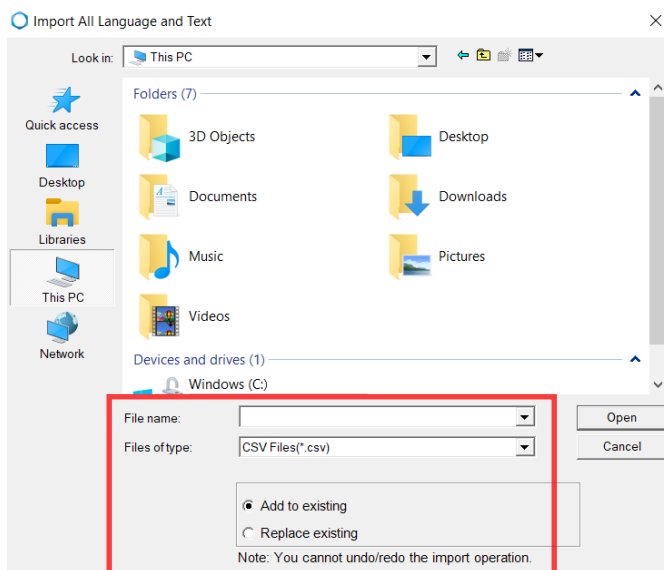 Import All Language and Text
Look in: This PC
Quick access
Desktop
Libraries
This PC
Network
Folders (7)
3D Objects
Desktop
Documents
Downloads
Music
Pictures
Videos
Devices and drives (1)
Windows (C:)
File name:
Open
Files of type: CSV Files(*.csv)
Cancel
Add to existing
Replace existing
Note: You cannot undo/redo the import operation.